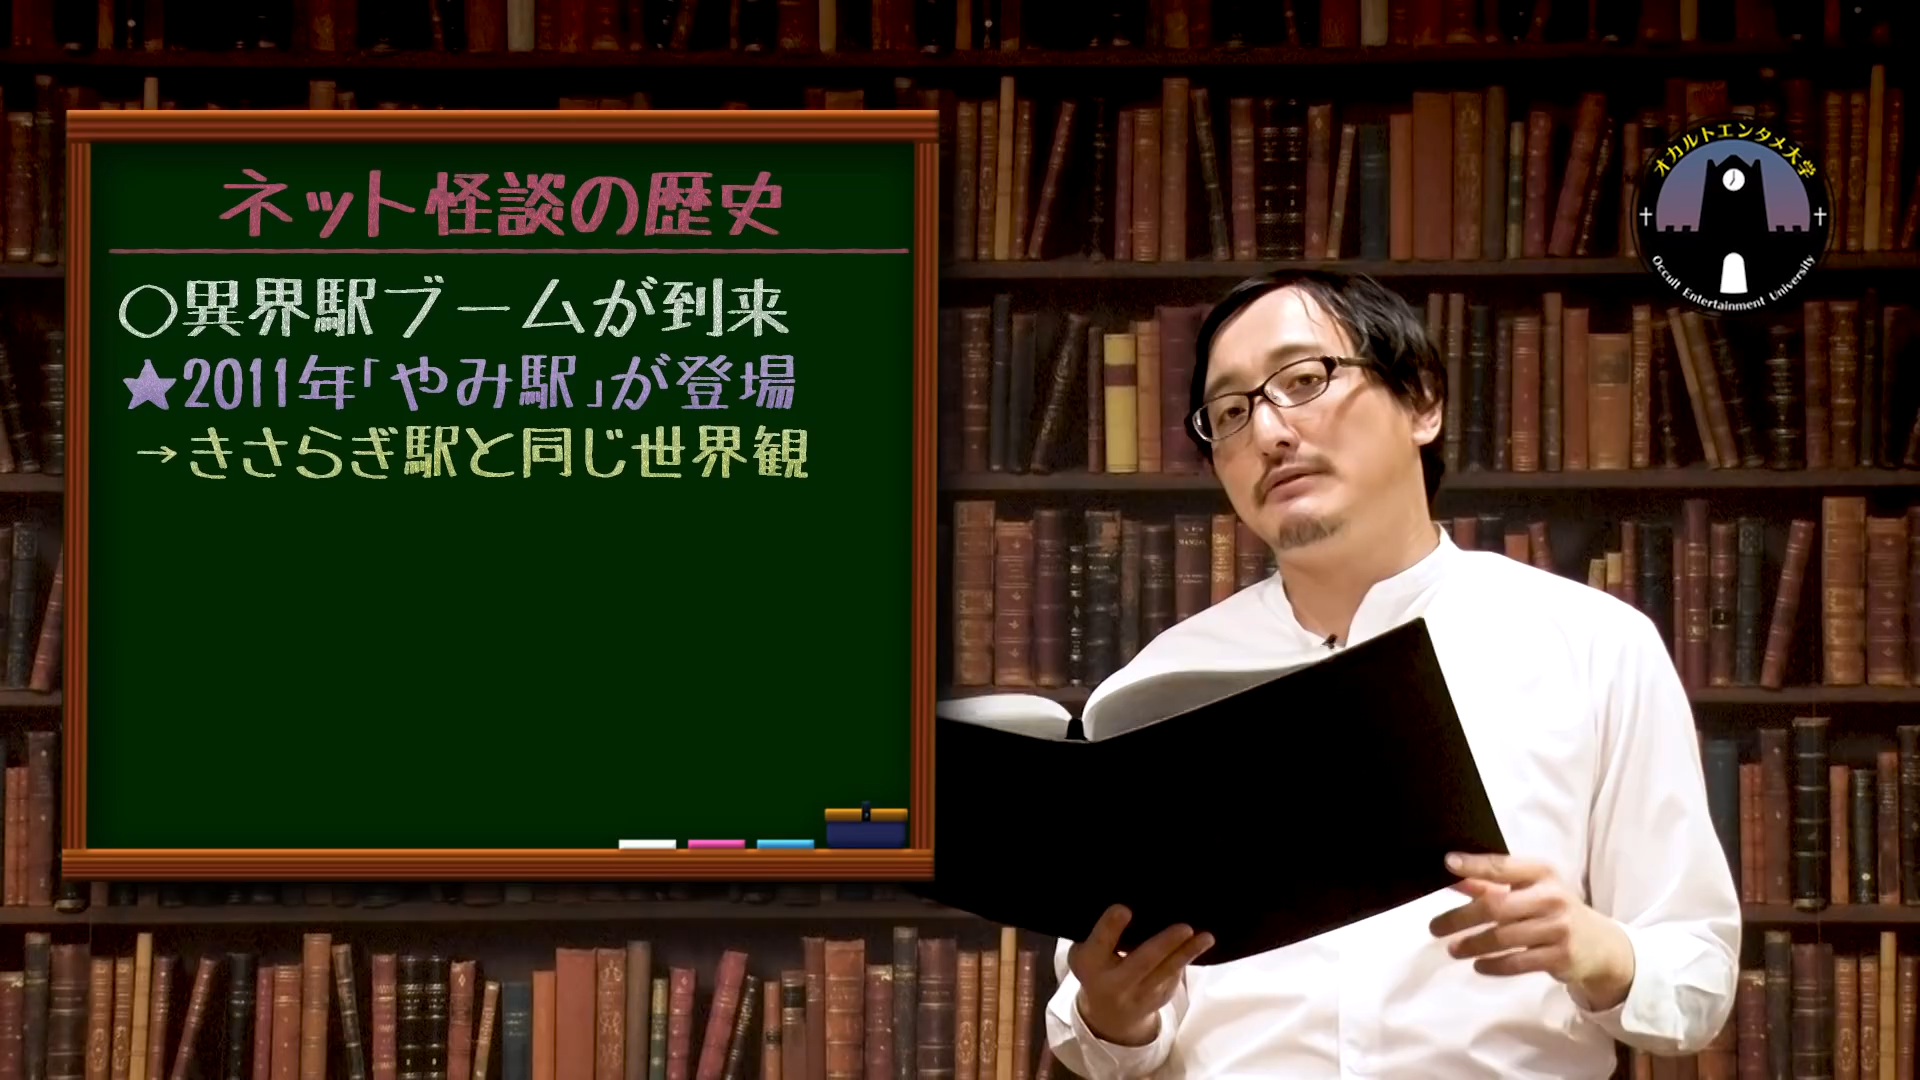 ネット怪談の歴史
○異界駅ブームが到来
★2011年「やみ駅」が登場
→きさらぎ駅と同じ世界観
オカルトエンタメ大学
Occult Entertainment University